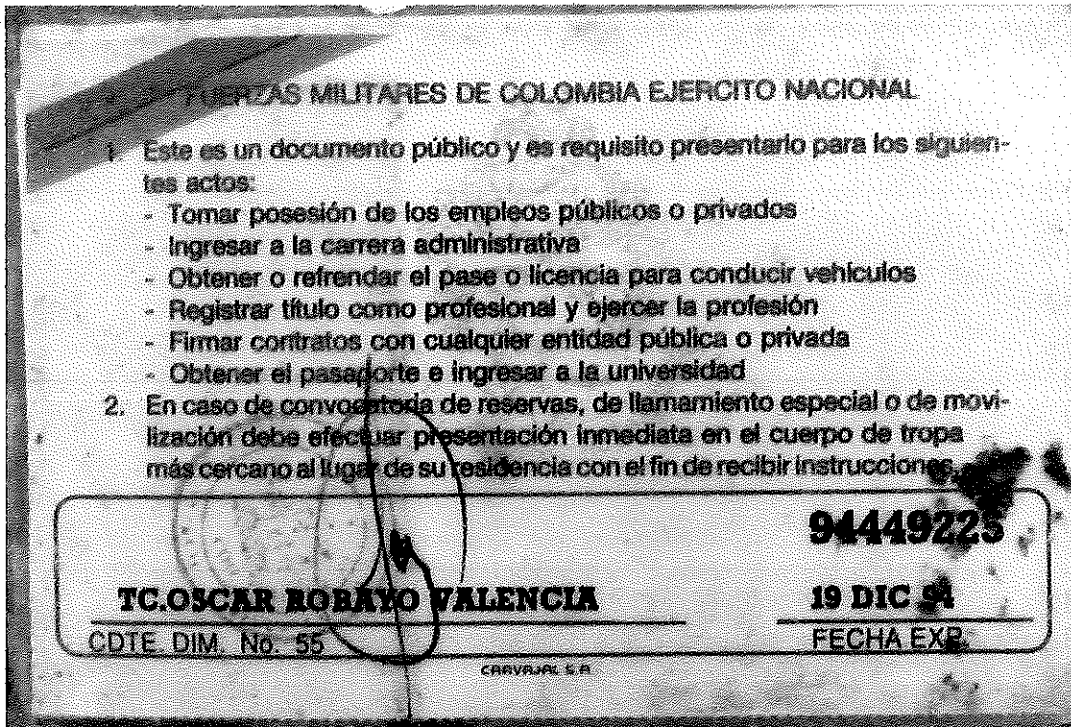 FUERZAS MILITARES DE COLOMBIA EJERCITO NACIONAL
1. Este es un documento público y es requisito presentarlo para los siguien-
tes actos:
- Tomar posesión de los empleos públicos o privados
- Ingresar a la carrera administrativa
- Obtener o refrendar el pase o licencia para conducir vehículos
- Registrar título como profesional y ejercer la profesión
- Firmar contratos con cualquier entidad pública o privada
- Obtener el pasaporte e ingresar a la universidad
2. En caso de convocatoria de reservas, de llamamiento especial o de movi-
lización debe efectuar presentación inmediata en el cuerpo de tropa
más cercano al lugar de su residencia con el fin de recibir instrucciones.
TC.OSCAR ROBAYO VALENCIA
19 DIC 94
CDTE. DIM. No. 55
FECHA EXP.
CARVAJAL S.A.